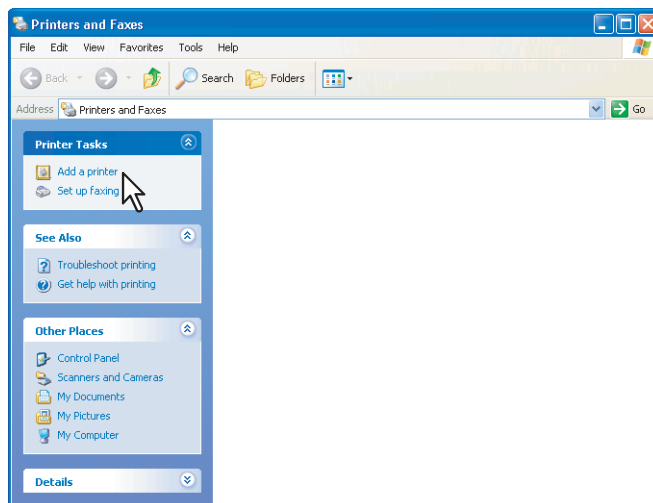 Printers and Faxes
File Edit View Favorites Tools Help
Back Search Folders
Address Printers and Faxes Go
Printer Tasks
Add a printer
Set up faxing
See Also
Troubleshoot printing
Get help with printing
Other Places
Control Panel
Scanners and Cameras
My Documents
My Pictures
My Computer
Details